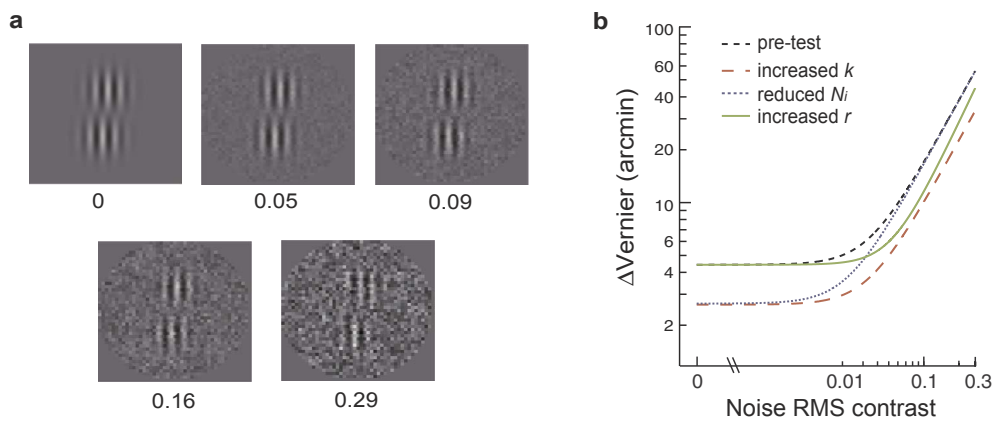 a
0
0.05
0.09
0.16
0.29
b
ΔVernier (arcmin)
100
60
40
20
10
6
4
2
pre-test
increased k
reduced Ni
increased r
0
0.01
0.1
0.3
Noise RMS contrast